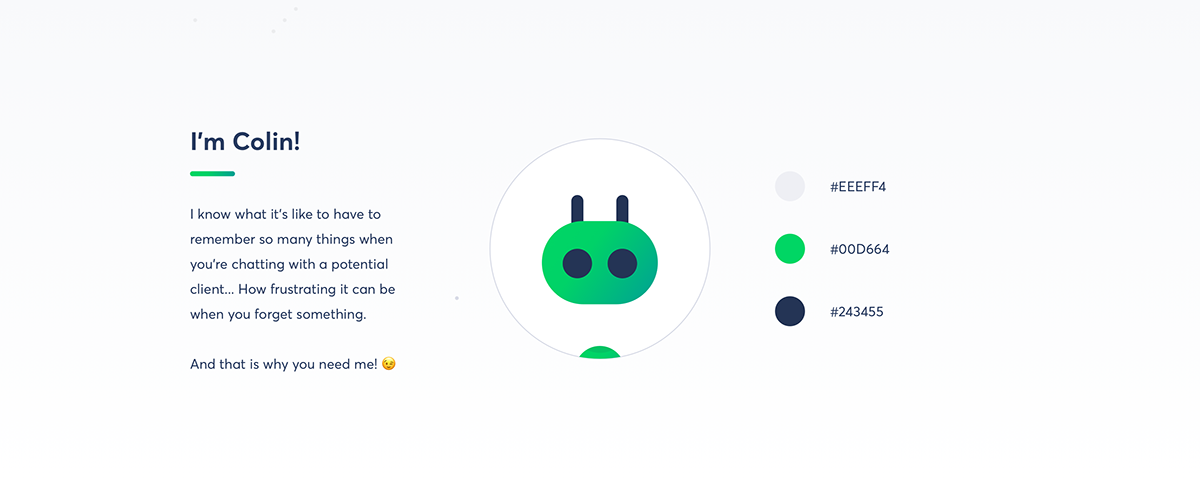 I'm Colin!
I know what it's like to have to
remember so many things when
you're chatting with a potential
client... How frustrating it can be
when you forget something.
And that is why you need me! 😉
#EEEFF4
#00D664
#243455